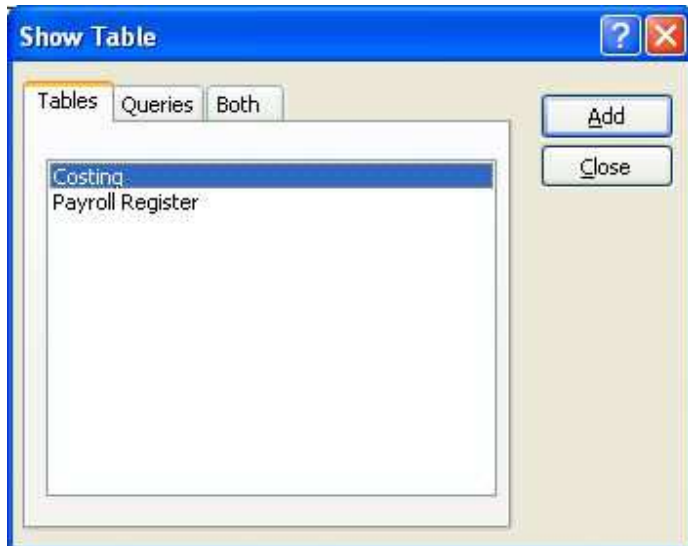 Show Table
?
Tables Queries Both
Add
Close
Costing
Payroll Register